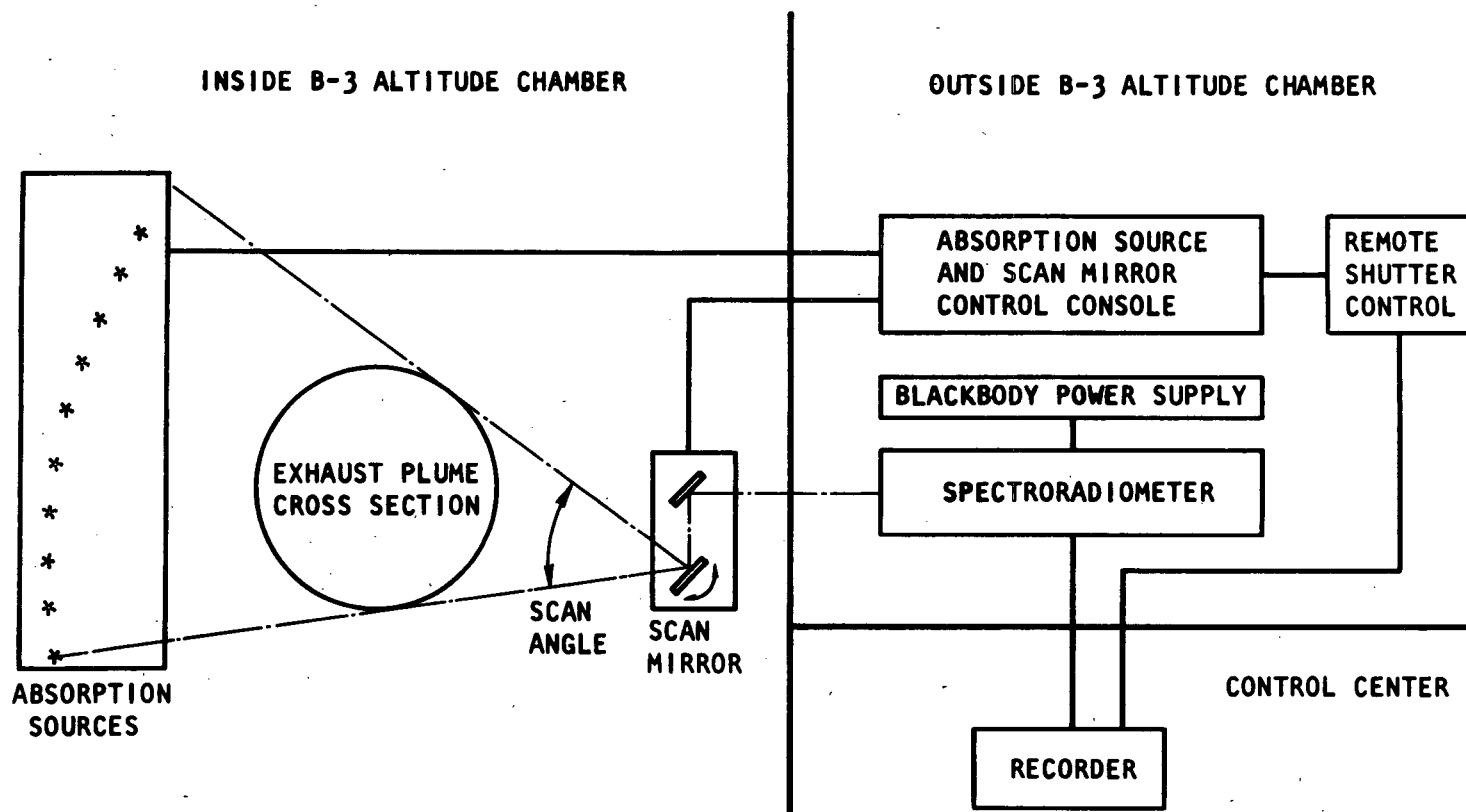 INSIDE B-3 ALTITUDE CHAMBER
OUTSIDE B-3 ALTITUDE CHAMBER
ABSORPTION SOURCE
AND SCAN MIRROR
CONTROL CONSOLE
REMOTE
SHUTTER
CONTROL
BLACKBODY POWER SUPPLY
SPECTRORADIOMETER
EXHAUST PLUME
CROSS SECTION
SCAN
ANGLE
SCAN
MIRROR
ABSORPTION
SOURCES
CONTROL CENTER
RECORDER